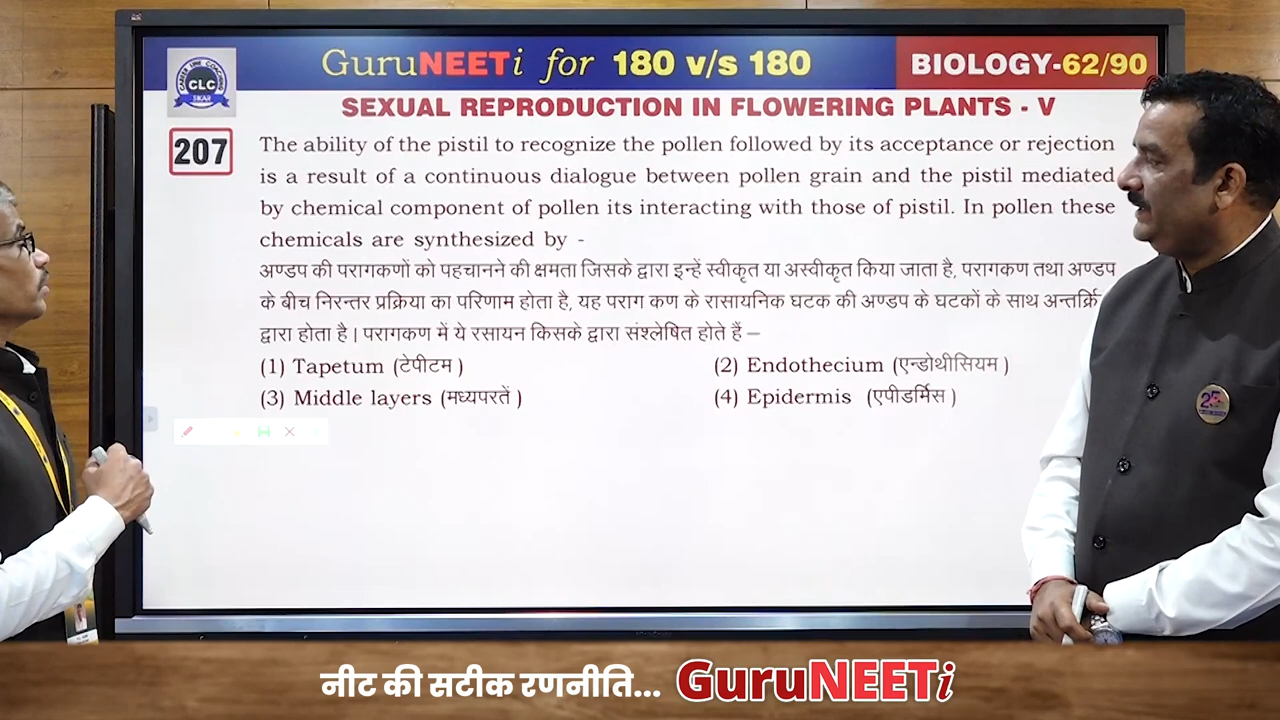 GuruNEETi for 180 v/s 180
BIOLOGY-62/90
CLC
SIKAR
SEXUAL REPRODUCTION IN FLOWERING PLANTS - V
207
The ability of the pistil to recognize the pollen followed by its acceptance or rejection
is a result of a continuous dialogue between pollen grain and the pistil mediated
by chemical component of pollen its interacting with those of pistil. In pollen these
chemicals are synthesized by -
अण्डप की परागकणों को पहचानने की क्षमता जिसके द्वारा इन्हें स्वीकृत या अस्वीकृत किया जाता है, परागकण तथा अण्डप
के बीच निरन्तर प्रक्रिया का परिणाम होता है, यह पराग कण के रासायनिक घटक की अण्डप के घटकों के साथ
द्वारा होता है | परागकण में ये रसायन किसके द्वारा संश्लेषित होते हैं –
(1) Tapetum (टेपीटम )
(2) Endothecium (एन्डोथीसियम )
(3) Middle layers (मध्यपरतें )
(4) Epidermis (एपीडर्मिस )
25
नीट की सटीक रणनीति... GuruNEETi